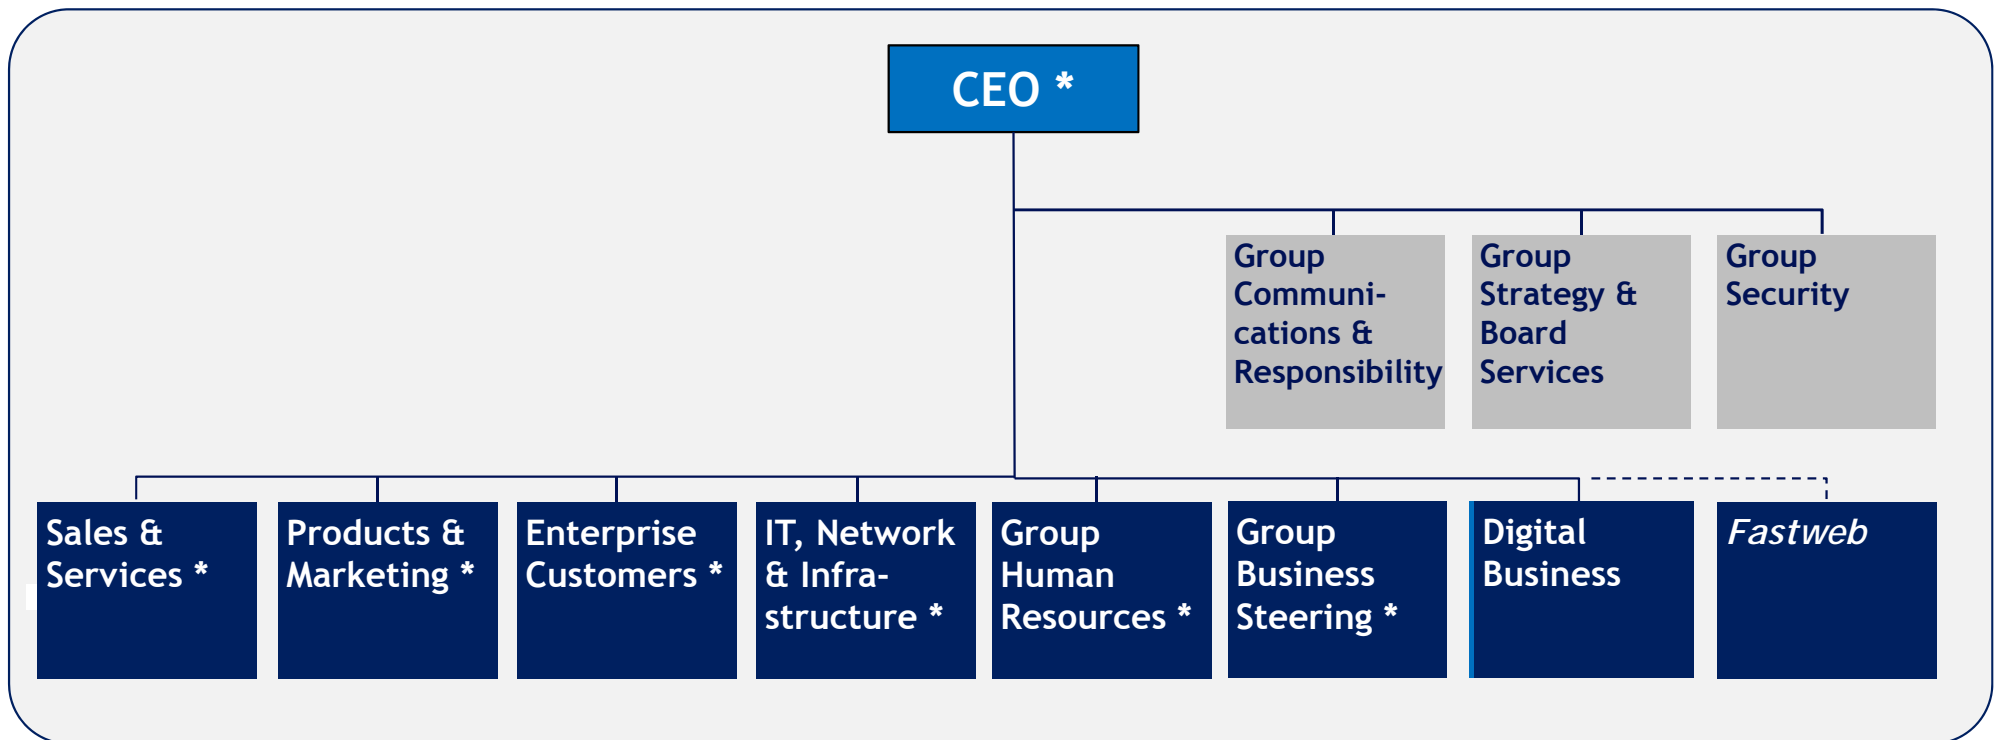 CEO *
Group
Communi-
cations &
Responsibility
Group
Strategy &
Board
Services
Group
Security
Sales &
Services *
Products &
Marketing *
Enterprise
Customers *
IT, Network
& Infra-
structure *
Group
Human
Resources *
Group
Business
Steering *
Digital
Business
Fastweb